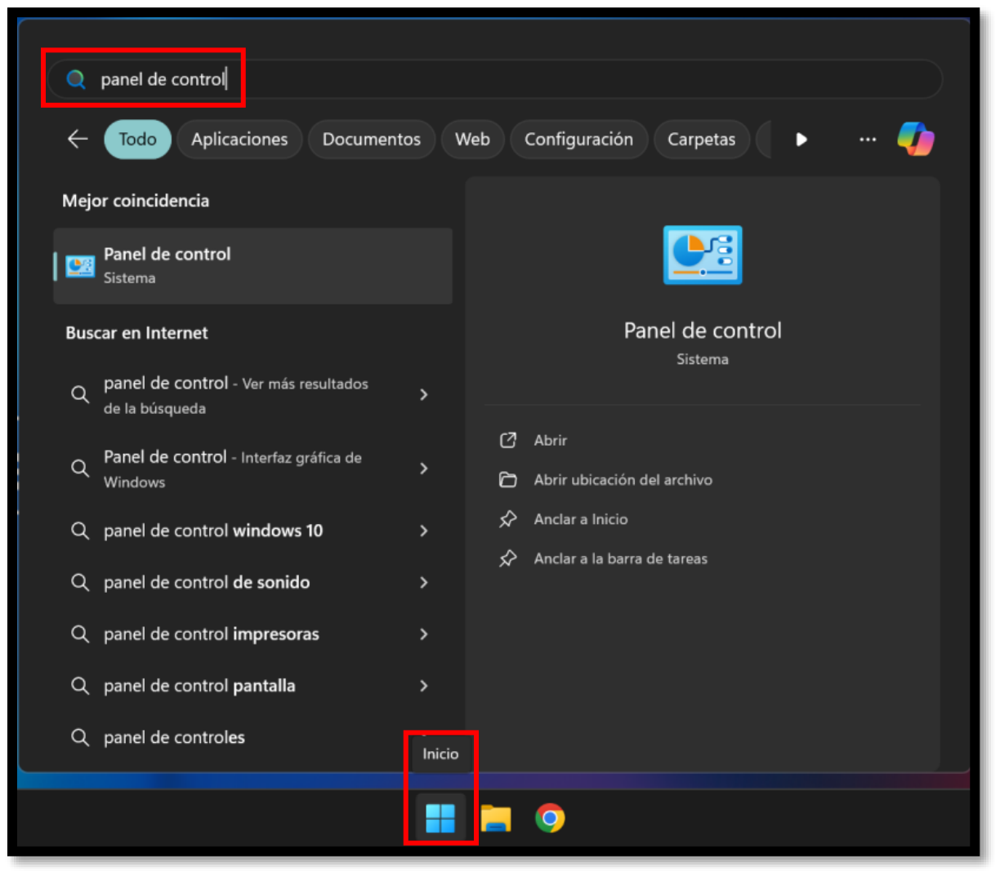 panel de control
Todo
Aplicaciones
Documentos
Web
Configuración
Carpetas
Mejor coincidencia
Panel de control
Sistema
Buscar en Internet
panel de control - Ver más resultados
de la búsqueda
Panel de control - Interfaz gráfica de
Windows
panel de control windows 10
panel de control de sonido
panel de control impresoras
panel de control pantalla
panel de controles
Panel de control
Sistema
Abrir
Abrir ubicación del archivo
Anclar a Inicio
Anclar a la barra de tareas
Inicio